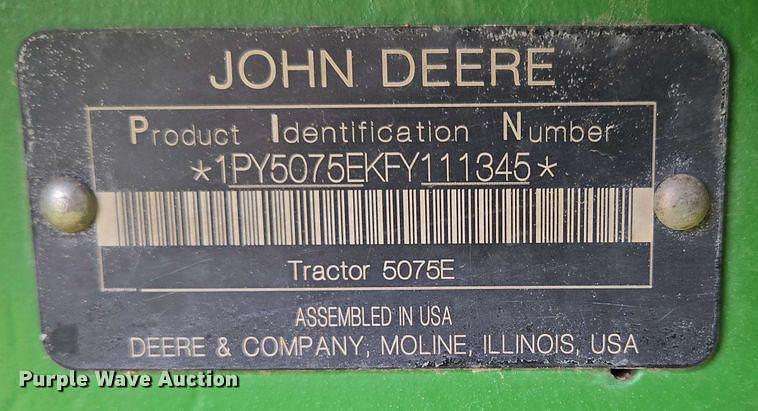 JOHN DEERE
Product Identification Number
*1PY5075EKFY111345*
Tractor 5075E
ASSEMBLED IN USA
DEERE & COMPANY, MOLINE, ILLINOIS, USA
Purple Wave Auction